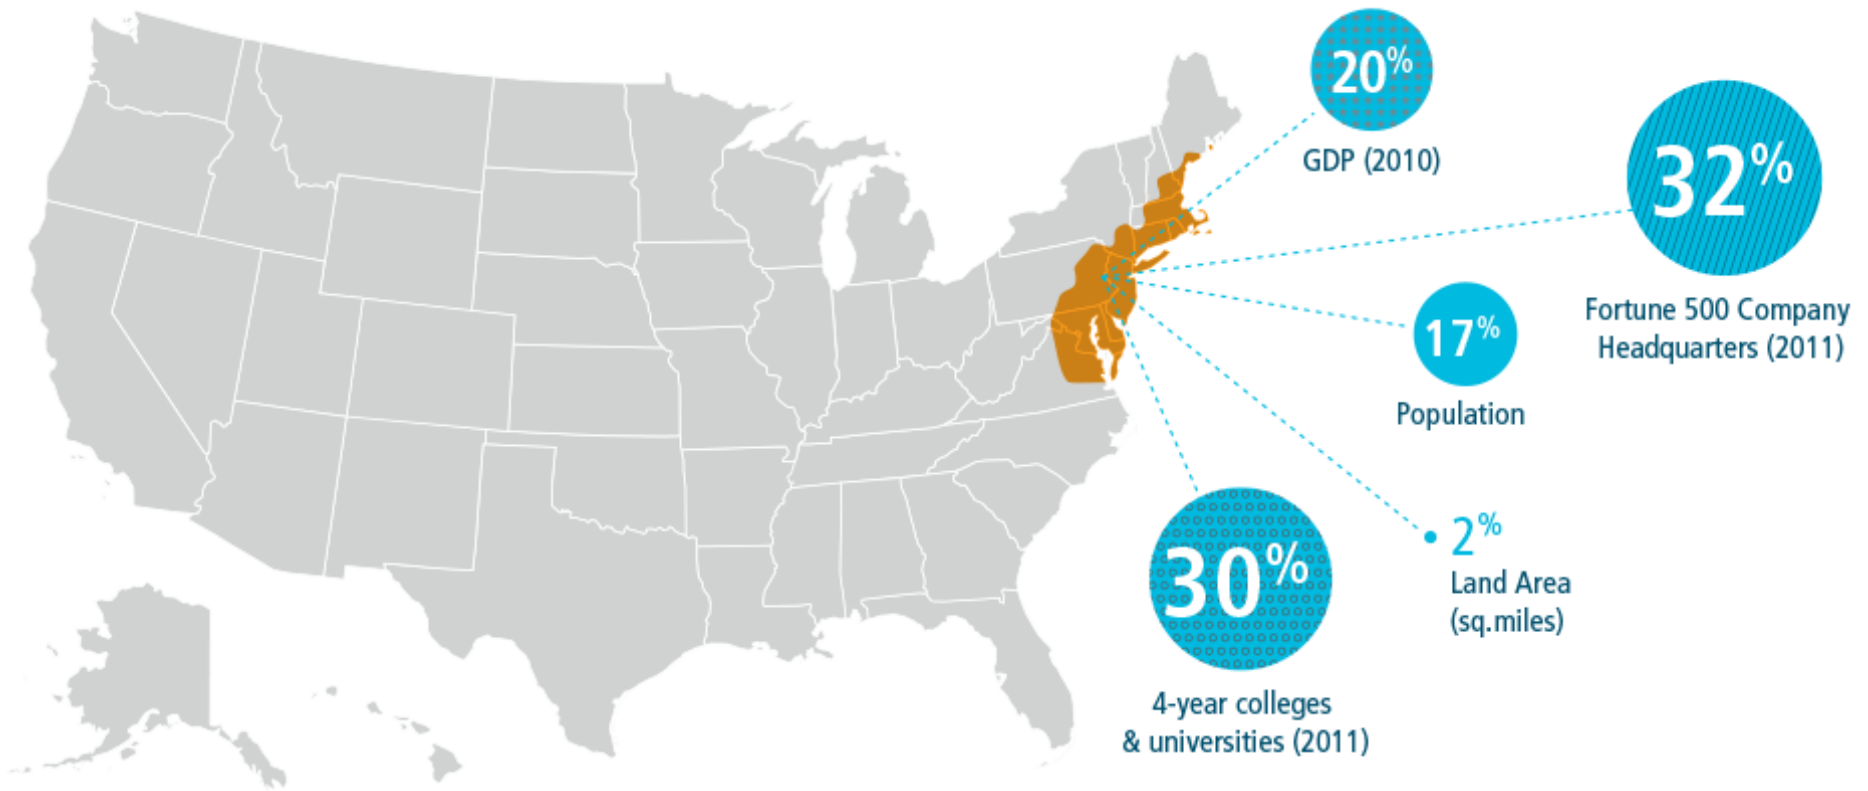 20%
GDP (2010)
32%
Fortune 500 Company
Headquarters (2011)
17%
Population
2%
Land Area
(sq.miles)
30%
4-year colleges
& universities (2011)